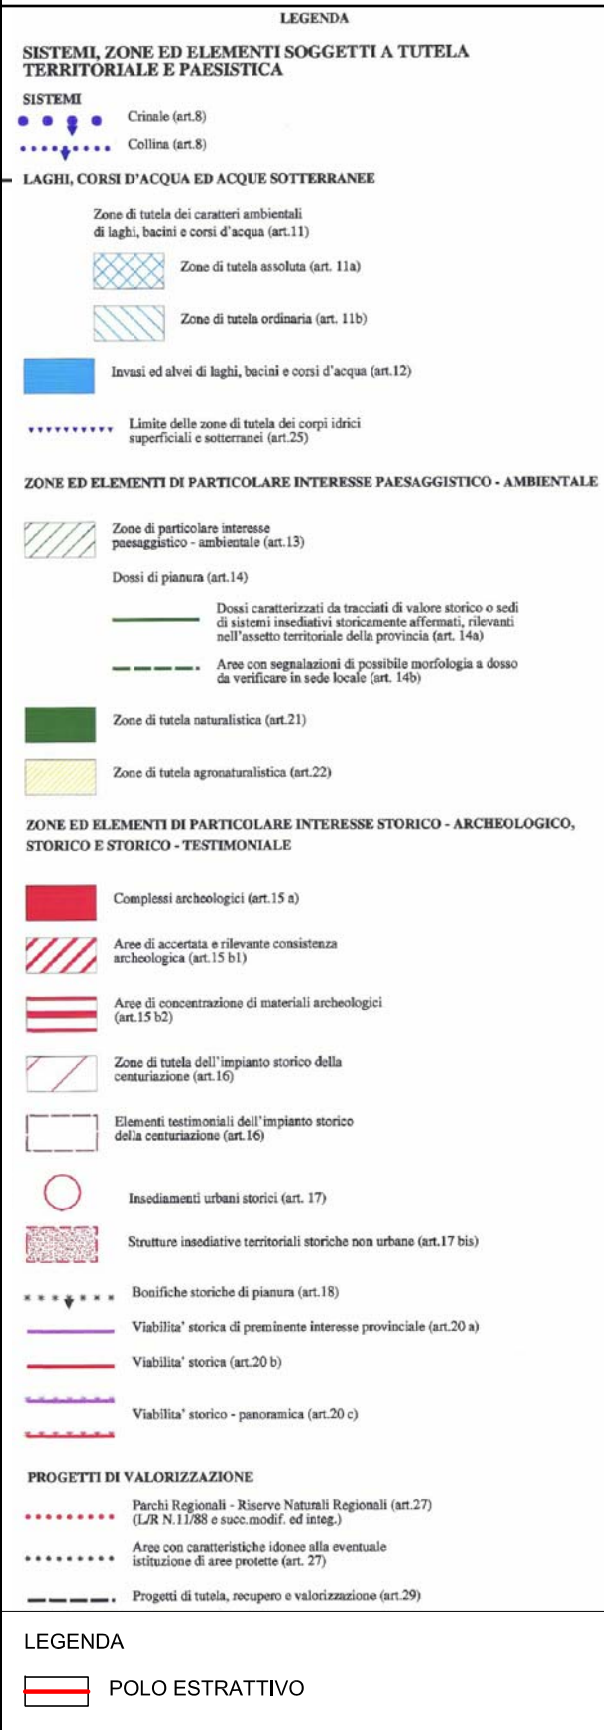 LEGENDA
SISTEMI, ZONE ED ELEMENTI SOGGETTI A TUTELA
TERRITORIALE E PAESISTICA
SISTEMI
Crinale (art.8)
Collina (art.8)
LAGHI, CORSI D'ACQUA ED ACQUE SOTTERRANEE
Zone di tutela dei caratteri ambientali
di laghi, bacini e corsi d'acqua (art.11)
Zone di tutela assoluta (art. 11a)
Zone di tutela ordinaria (art. 11b)
Invasi ed alvei di laghi, bacini e corsi d'acqua (art.12)
Limite delle zone di tutela dei corpi idrici
superficiali e sotterranei (art.25)
ZONE ED ELEMENTI DI PARTICOLARE INTERESSE PAESAGGISTICO - AMBIENTALE
Zone di particolare interesse
paesaggistico - ambientale (art.13)
Dossi di pianura (art.14)
Dossi caratterizzati da tracciati di valore storico o sedi
di sistemi insediativi storicamente affermati, rilevanti
nell'assetto territoriale della provincia (art. 14a)
Aree con segnalazioni di possibile morfologia a dosso
da verificare in sede locale (art. 14b)
Zone di tutela naturalistica (art.21)
Zone di tutela agronaturalistica (art.22)
ZONE ED ELEMENTI DI PARTICOLARE INTERESSE STORICO - ARCHEOLOGICO,
STORICO E STORICO - TESTIMONIALE
Complessi archeologici (art.15 a)
Aree di accertata e rilevante consistenza
archeologica (art.15 b1)
Aree di concentrazione di materiali archeologici
(art.15 b2)
Zone di tutela dell'impianto storico della
centuriazione (art.16)
Elementi testimoniali dell'impianto storico
della centuriazione (art.16)
Insediamenti urbani storici (art. 17)
Strutture insediative territoriali storiche non urbane (art.17 bis)
Bonifiche storiche di pianura (art.18)
Viabilita' storica di preminente interesse provinciale (art.20 a)
Viabilita' storica (art.20 b)
Viabilita' storico - panoramica (art.20 c)
PROGETTI DI VALORIZZAZIONE
Parchi Regionali - Riserve Naturali Regionali (art.27)
(L/R N.11/88 e succ.modif. ed integ.)
Aree con caratteristiche idonee alla eventuale
istituzione di aree protette (art. 27)
Progetti di tutela, recupero e valorizzazione (art.29)
LEGENDA
POLO ESTRATTIVO